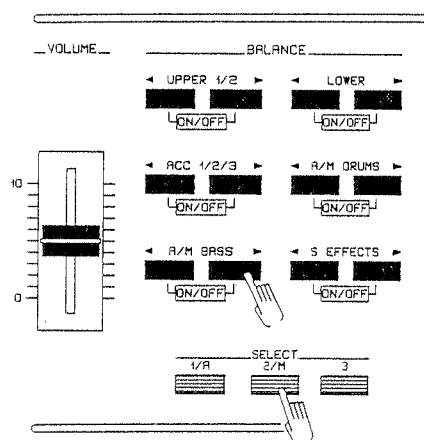 VOLUME
BALANCE
◄ UPPER 1/2 ►
◄ LOWER ►
ON/OFF
ON/OFF
◄ ACC 1/2/3 ►
◄ A/M DRUMS ►
10
ON/OFF
ON/OFF
◄ A/M BASS ►
◄ S EFFECTS ►
0
ON/OFF
ON/OFF
SELECT
1/A
2/M
3